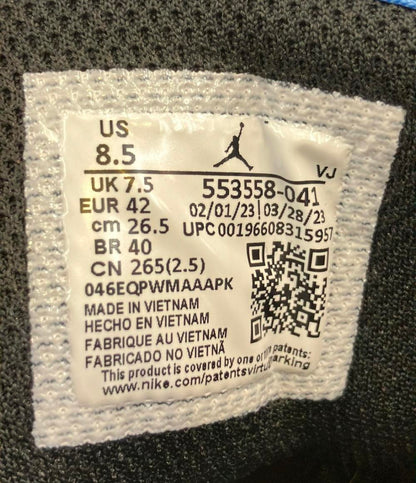 US
8.5
VJ
UK 7.5
553558-041
EUR 42
02/01/23 | 03/28/23
cm 26.5
UPC 00196608315957
BR 40
CN 265(2.5)
046EQPWMAAAPK
MADE IN VIETNAM
HECHO EN VIETNAM
FABRIQUE AU VIETNAM
FABRICADO NO VIETNÃ
This product is covered by one or patents:
www.nike.com/patentsvirtualmarking